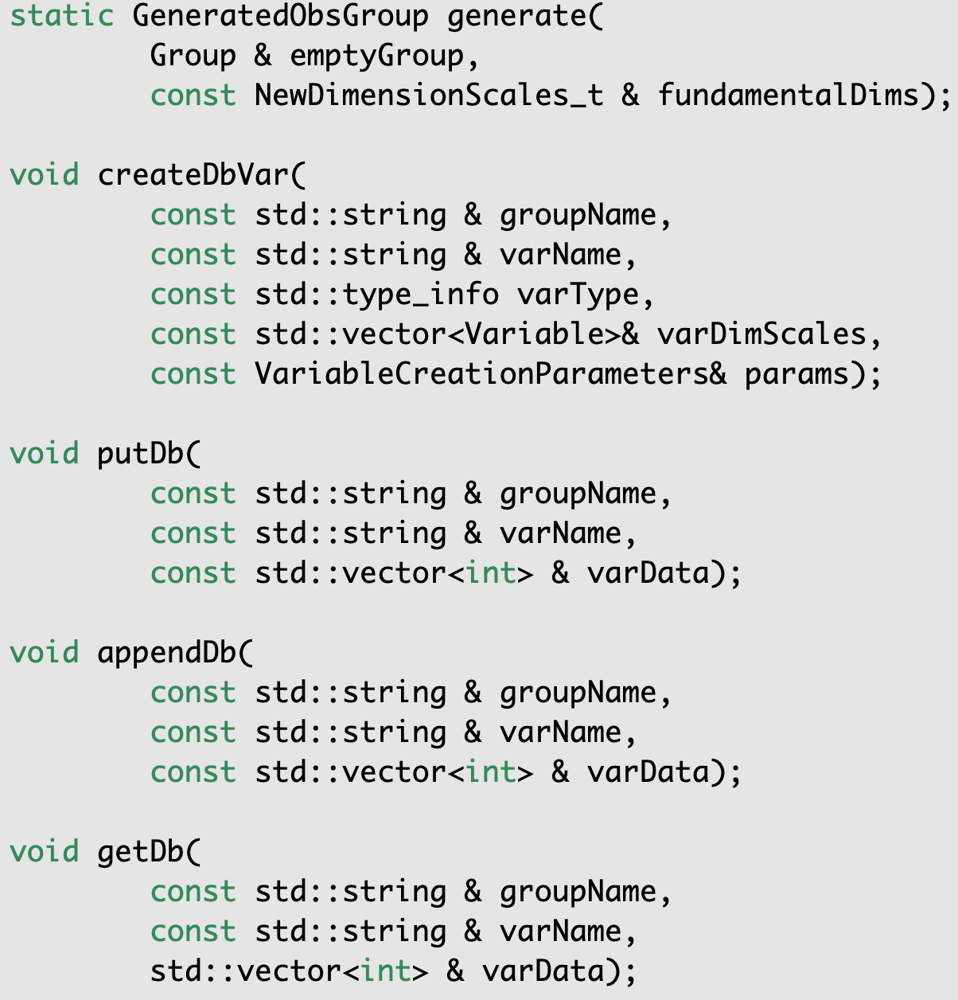 static GeneratedObsGroup generate(
        Group & emptyGroup,
        const NewDimensionScales_t & fundamentalDims);

void createDbVar(
        const std::string & groupName,
        const std::string & varName,
        const std::type_info varType,
        const std::vector<Variable>& varDimScales,
        const VariableCreationParameters& params);

void putDb(
        const std::string & groupName,
        const std::string & varName,
        const std::vector<int> & varData);

void appendDb(
        const std::string & groupName,
        const std::string & varName,
        const std::vector<int> & varData);

void getDb(
        const std::string & groupName,
        const std::string & varName,
        std::vector<int> & varData);